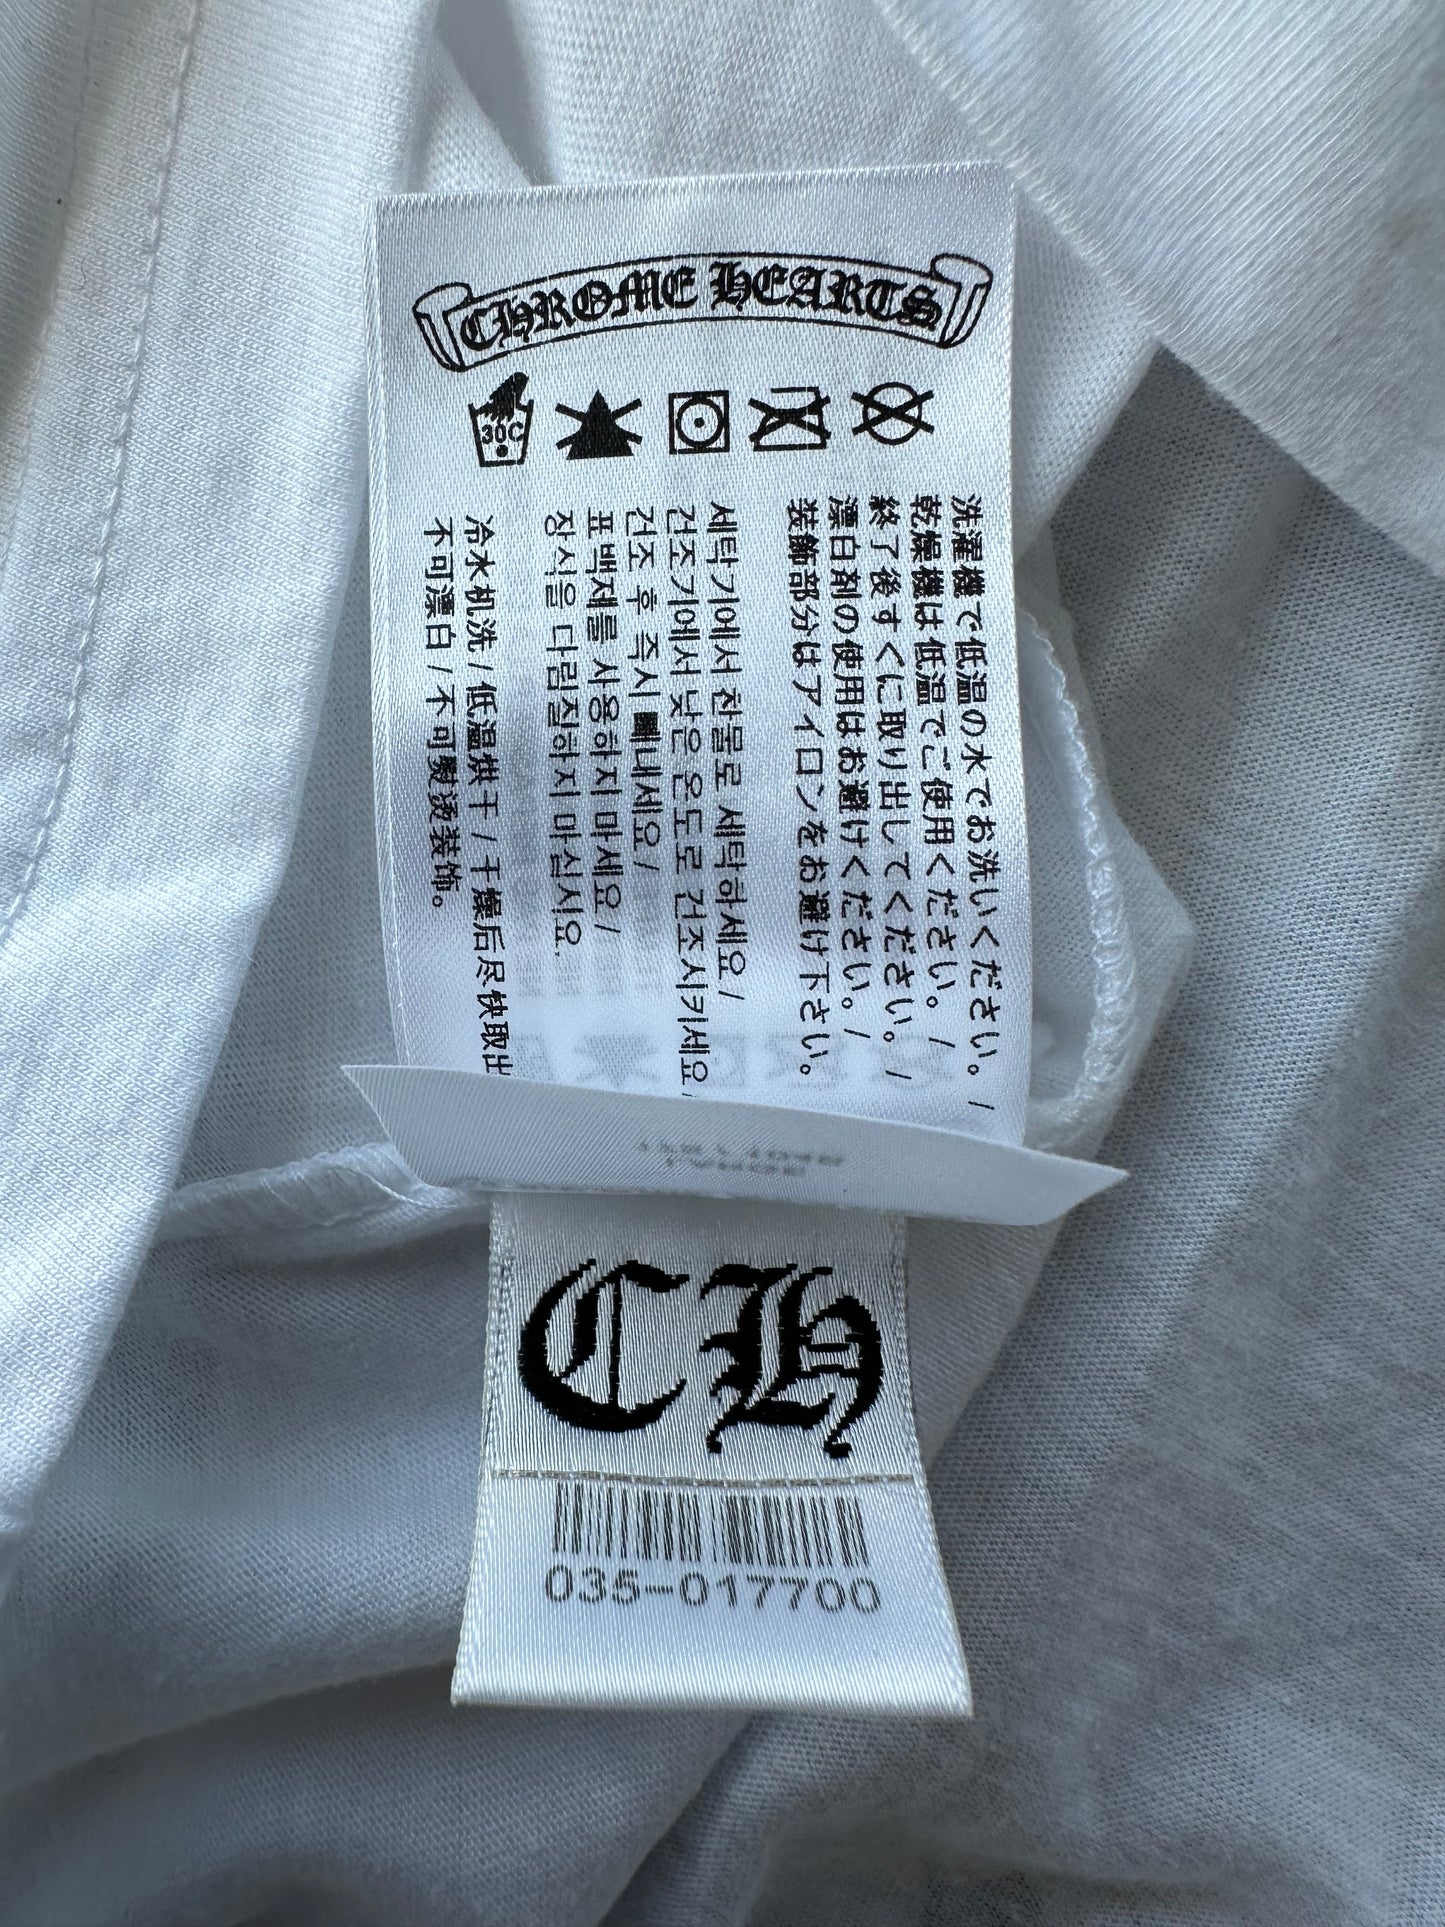 CHROME HEARTS
30C
洗濯機で低温の水でお洗いください。/
乾燥機は低温でご使用ください。/
終了後すぐに取り出してください。/
漂白剤の使用はお避けください。/
装飾部分はアイロンをお避け下さい。
세탁기에서 찬물로 세탁하세요/
건조기에서 낮은 온도로 건조시키세요/
건조 후 즉시 빼내세요/
표백제를 사용하지 마세요/
장식을 다림질하지 마십시오.
冷水机洗/低温烘干/干燥后尽快取出
不可漂白/不可熨烫装饰。
CH
035-017700